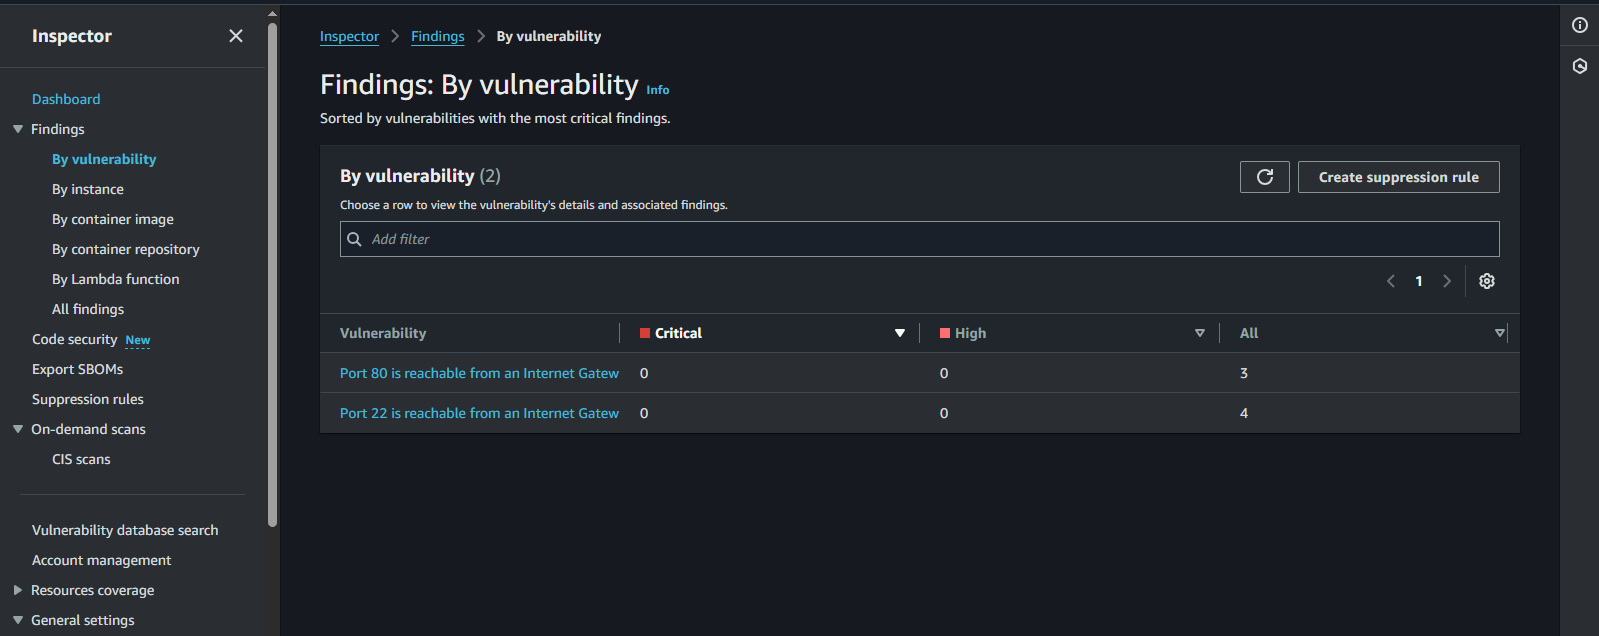 Inspector
Dashboard
Findings
By vulnerability
By instance
By container image
By container repository
By Lambda function
All findings
Code security New
Export SBOMs
Suppression rules
On-demand scans
CIS scans
Vulnerability database search
Account management
Resources coverage
General settings
Inspector > Findings > By vulnerability
Findings: By vulnerability Info
Sorted by vulnerabilities with the most critical findings.
By vulnerability (2)
Create suppression rule
Choose a row to view the vulnerability's details and associated findings.
Add filter
1
Vulnerability Critical High All
Port 80 is reachable from an Internet Gatew 0 0 3
Port 22 is reachable from an Internet Gatew 0 0 4